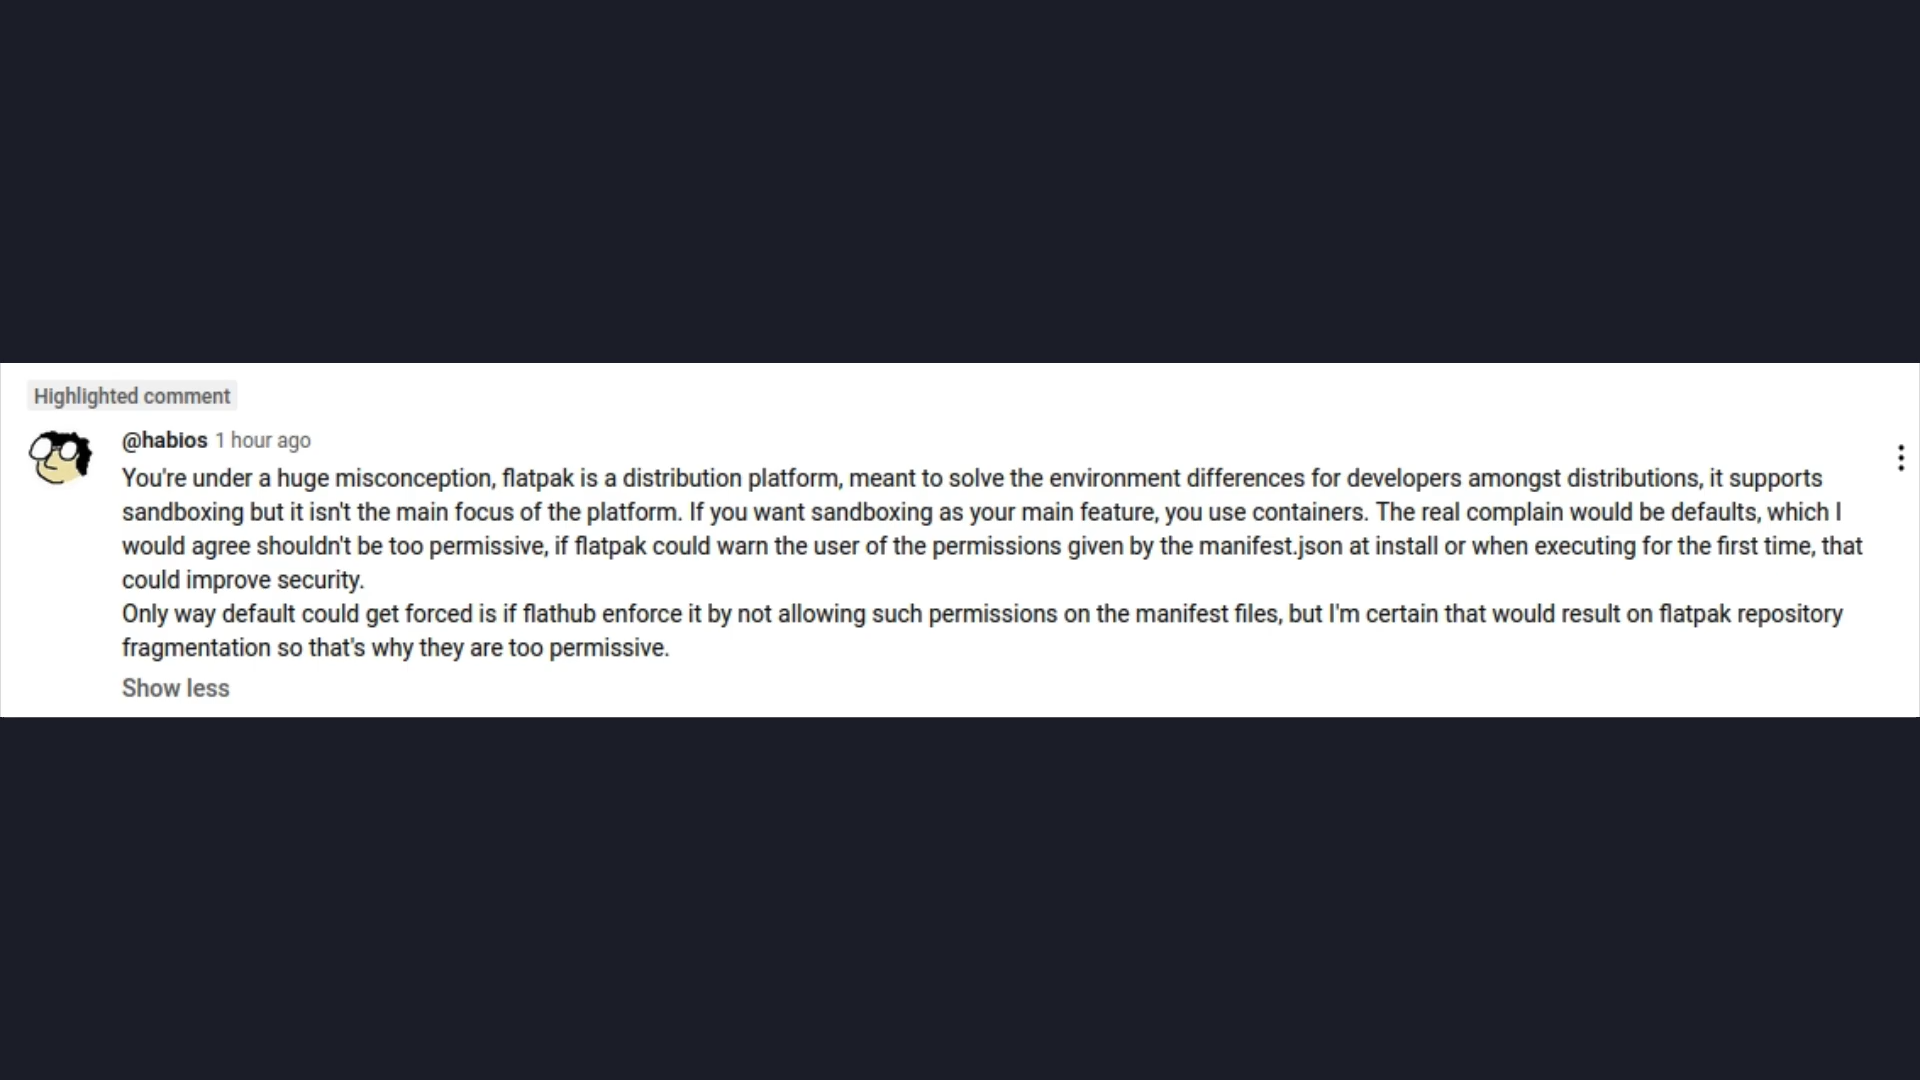 Highlighted comment
@habios 1 hour ago
You're under a huge misconception, flatpak is a distribution platform, meant to solve the environment differences for developers amongst distributions, it supports
sandboxing but it isn't the main focus of the platform. If you want sandboxing as your main feature, you use containers. The real complain would be defaults, which I
would agree shouldn't be too permissive, if flatpak could warn the user of the permissions given by the manifest.json at install or when executing for the first time, that
could improve security.
Only way default could get forced is if flathub enforce it by not allowing such permissions on the manifest files, but I'm certain that would result on flatpak repository
fragmentation so that's why they are too permissive.
Show less